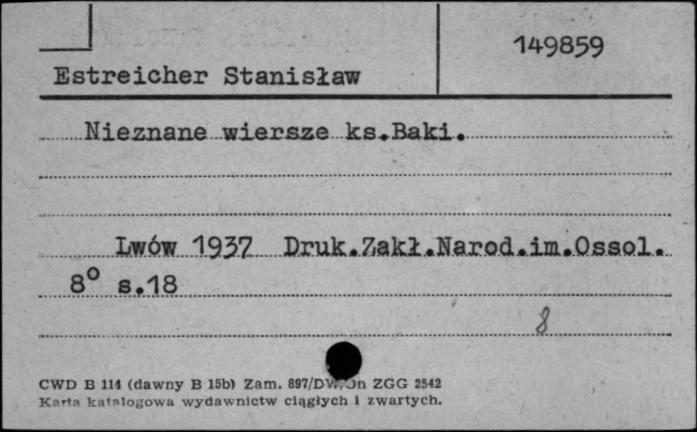 149859
Estreicher Stanisław
Nieznane wiersze ks.Baki.
Lwów 1937 Druk.Zakł.Narod.im.Ossol.
8° s.18
8
CWD B 114 (dawny B 15b) Zam. 897/DW. ZGG 2542
Karta katalogowa wydawnictw ciągłych i zwartych.